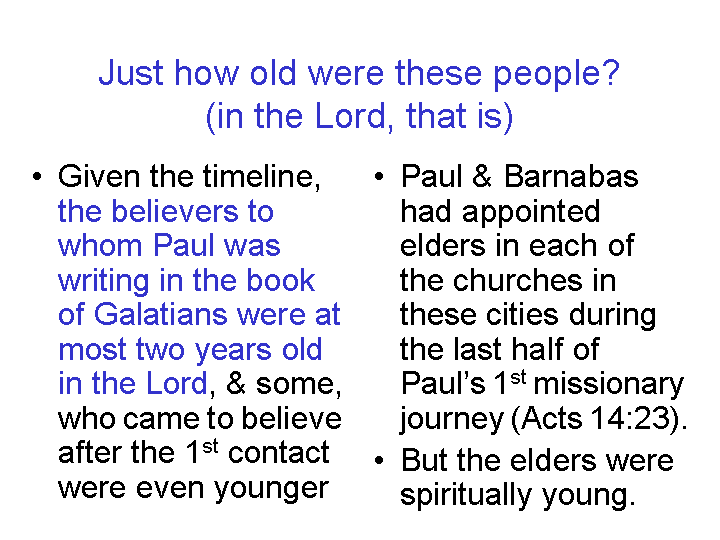 Just how old were these people?
(in the Lord, that is)
• Given the timeline,
the believers to
whom Paul was
writing in the book
of Galatians were at
most two years old
in the Lord, & some,
who came to believe
after the 1st contact
were even younger
• Paul & Barnabas
had appointed
elders in each of
the churches in
these cities during
the last half of
Paul’s 1st missionary
journey (Acts 14:23).
• But the elders were
spiritually young.